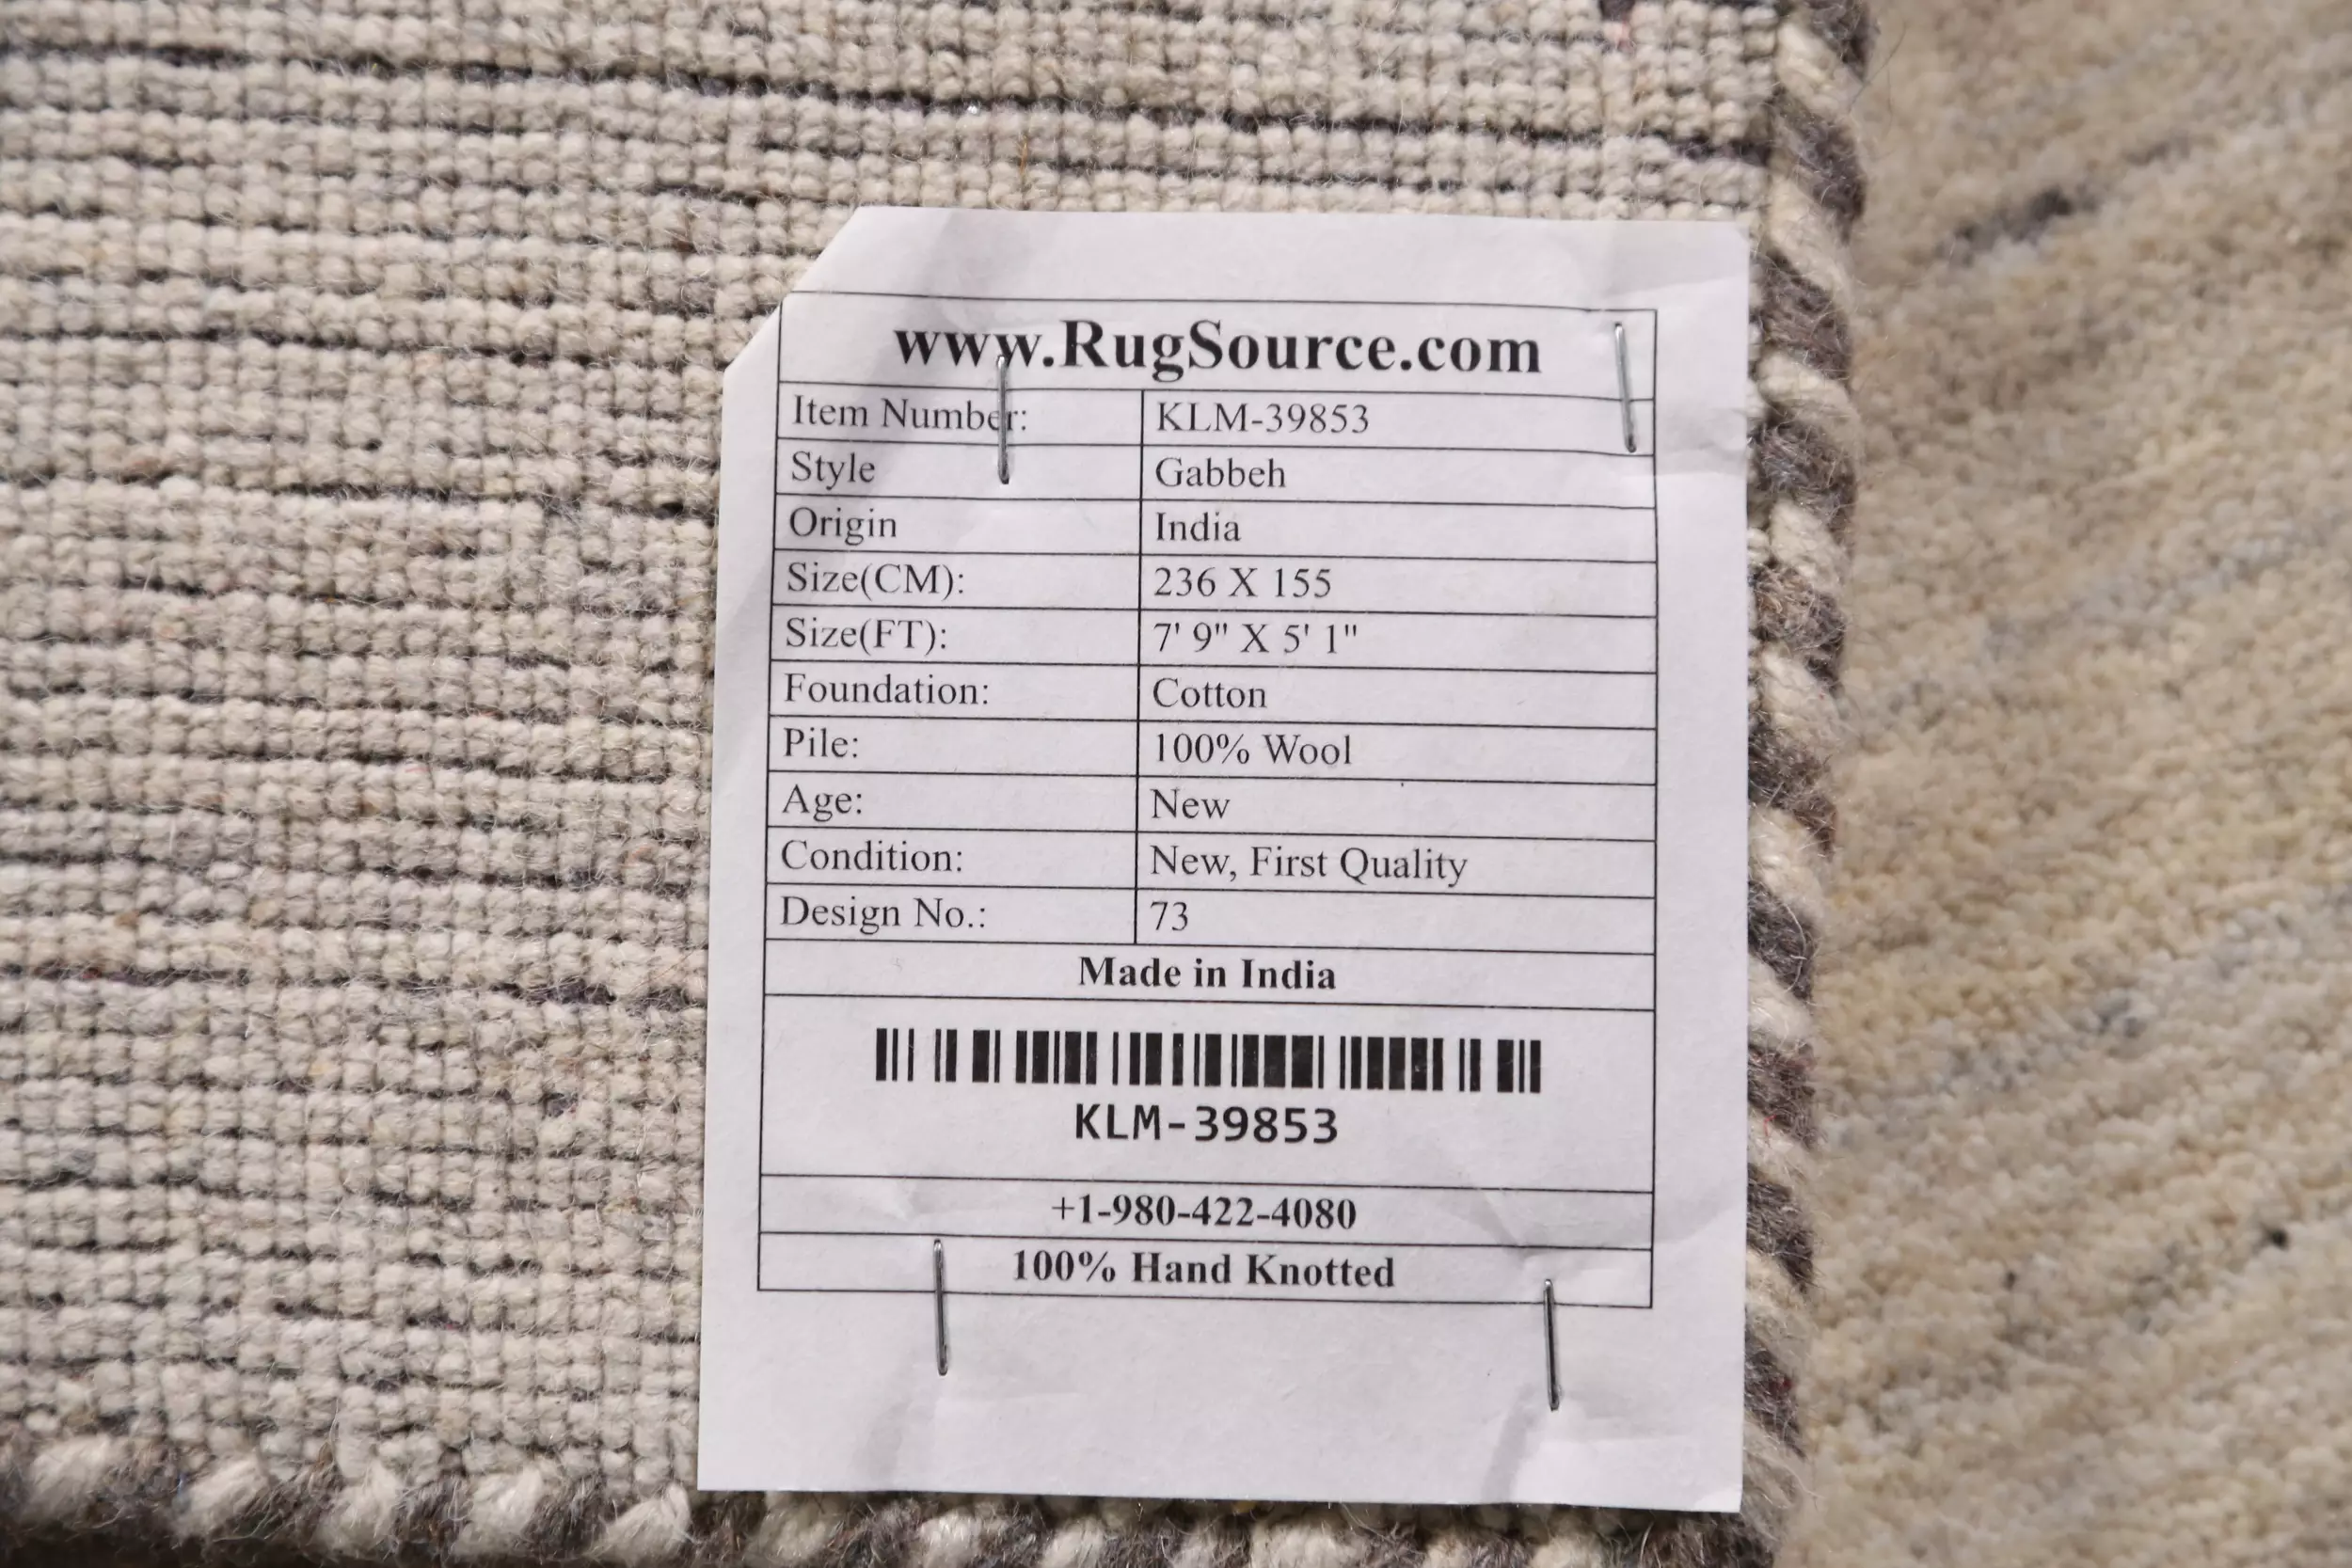 www.RugSource.com
Item Number: KLM-39853
Style Gabbeh
Origin India
Size(CM): 236 X 155
Size(FT): 7' 9" X 5' 1"
Foundation: Cotton
Pile: 100% Wool
Age: New
Condition: New, First Quality
Design No.: 73
Made in India
KLM-39853
+1-980-422-4080
100% Hand Knotted